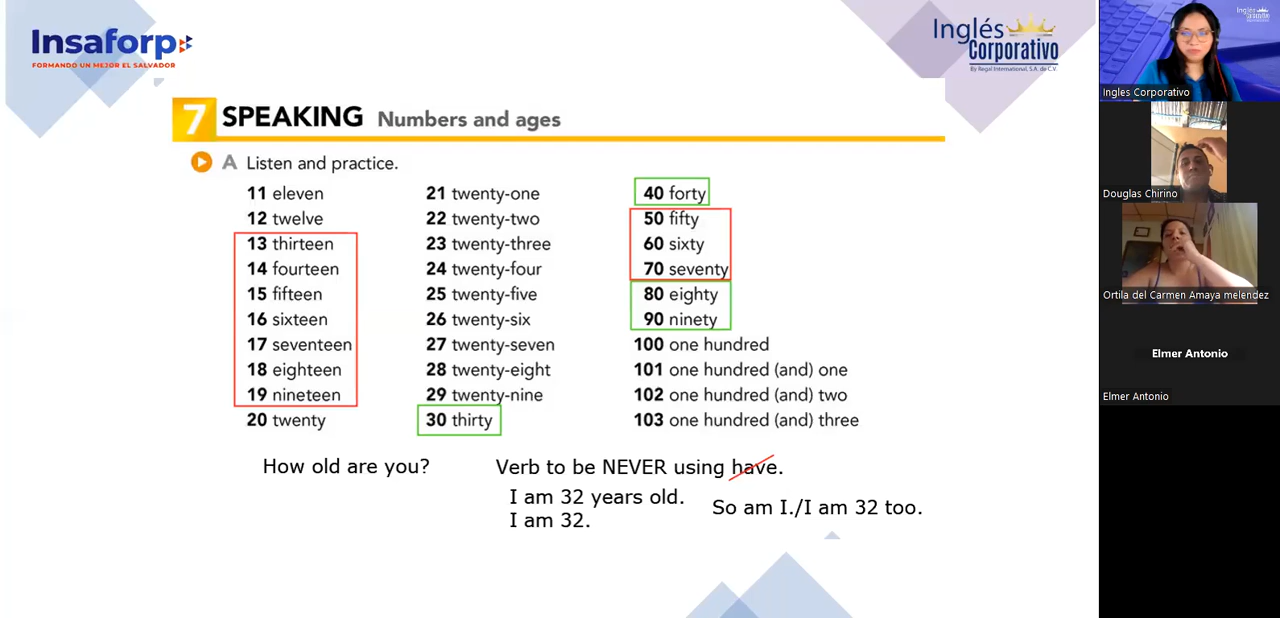 Insaforp
FORMANDO UN MEJOR EL SALVADOR
Inglés
Corporativo
By Regal International, S.A. de C.V.
7 SPEAKING Numbers and ages
A Listen and practice.
11 eleven
12 twelve
13 thirteen
14 fourteen
15 fifteen
16 sixteen
17 seventeen
18 eighteen
19 nineteen
20 twenty
21 twenty-one
22 twenty-two
23 twenty-three
24 twenty-four
25 twenty-five
26 twenty-six
27 twenty-seven
28 twenty-eight
29 twenty-nine
30 thirty
40 forty
50 fifty
60 sixty
70 seventy
80 eighty
90 ninety
100 one hundred
101 one hundred (and) one
102 one hundred (and) two
103 one hundred (and) three
How old are you?
Verb to be NEVER using have.
I am 32 years old.
I am 32.
So am I./I am 32 too.
Inglés
Corporativo
Ingles Corporativo
Douglas Chirino
Ortila del Carmen Amaya melendez
Elmer Antonio
Elmer Antonio